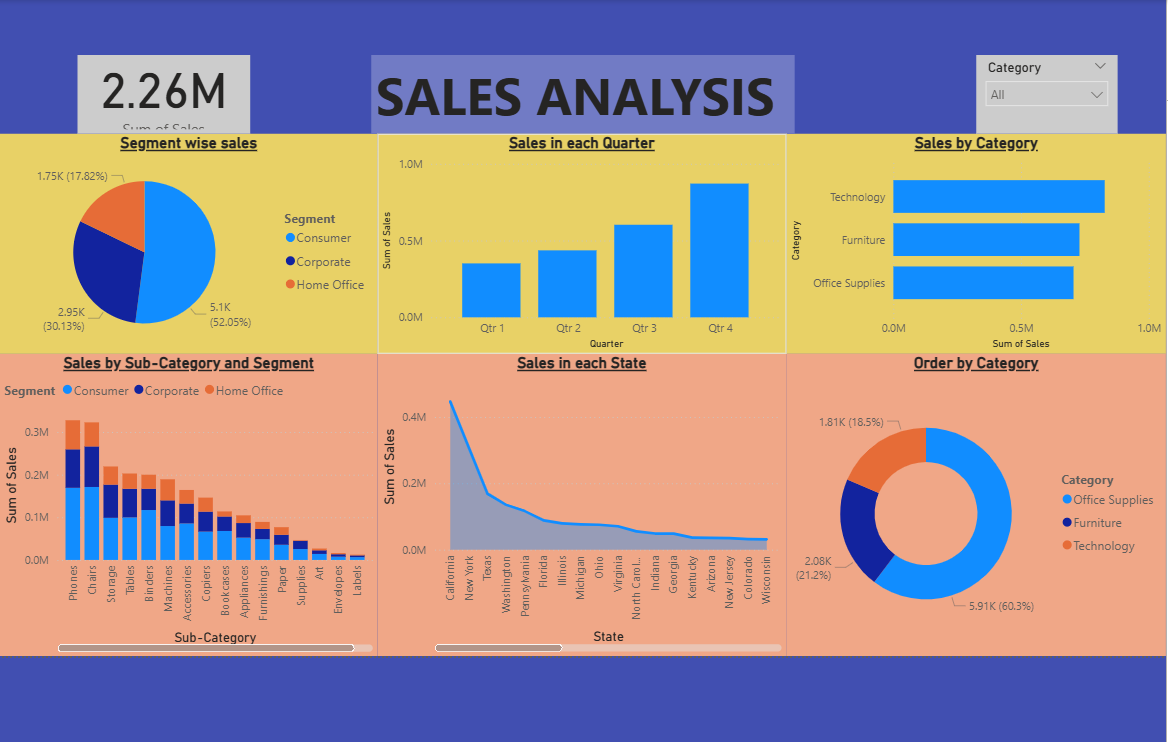 2.26M
Sum of Sales
SALES ANALYSIS
Category
All
Segment wise sales
1.75K (17.82%)
2.95K
(30.13%)
5.1K
(52.05%)
Segment
Consumer
Corporate
Home Office
Sales in each Quarter
Sum of Sales
1.0M
0.5M
0.0M
Qtr 1
Qtr 2
Qtr 3
Qtr 4
Quarter
Sales by Category
Category
Technology
Furniture
Office Supplies
0.0M
0.5M
1.0M
Sum of Sales
Sales by Sub-Category and Segment
Segment Consumer Corporate Home Office
Sum of Sales
0.3M
0.2M
0.1M
0.0M
Phones
Chairs
Storage
Tables
Binders
Machines
Accessories
Copiers
Bookcases
Appliances
Furnishings
Paper
Supplies
Art
Envelopes
Labels
Sub-Category
Sales in each State
Sum of Sales
0.4M
0.2M
0.0M
California
New York
Texas
Washington
Pennsylvania
Florida
Illinois
Michigan
Ohio
Virginia
North Carol...
Indiana
Georgia
Kentucky
Arizona
New Jersey
Colorado
Wisconsin
State
Order by Category
1.81K (18.5%)
2.08K
(21.2%)
5.91K (60.3%)
Category
Office Supplies
Furniture
Technology